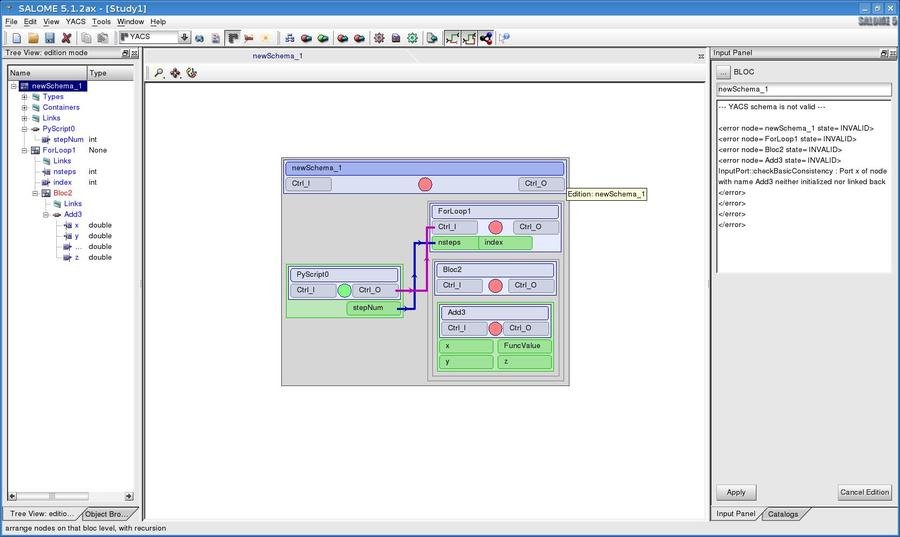 SALOME 5.1.2ax - [Study1]
File Edit View YACS Tools Window Help
SALOME 5
YACS
Tree View: edition mode
Name Type
newSchema_1
Types
Containers
Links
PyScript0
stepNum int
ForLoop1 None
Links
nsteps int
index int
Bloc2
Links
Add3
x double
y double
... double
z double
Tree View: editio... Object Bro...
newSchema_1
newSchema_1
Ctrl_I Ctrl_O
Edition: newSchema_1
ForLoop1
Ctrl_I Ctrl_O
nsteps index
PyScript0
Ctrl_I Ctrl_O
stepNum
Bloc2
Ctrl_I Ctrl_O
Add3
Ctrl_I Ctrl_O
x FuncValue
y z
Input Panel
... BLOC
newSchema_1
--- YACS schema is not valid ---
<error node= newSchema_1 state= INVALID>
<error node= ForLoop1 state= INVALID>
<error node= Bloc2 state= INVALID>
<error node= Add3 state= INVALID>
InputPort::checkBasicConsistency : Port x of node
with name Add3 neither initialized nor linked back
</error>
</error>
</error>
</error>
Apply Cancel Edition
Input Panel Catalogs
arrange nodes on that bloc level, with recursion